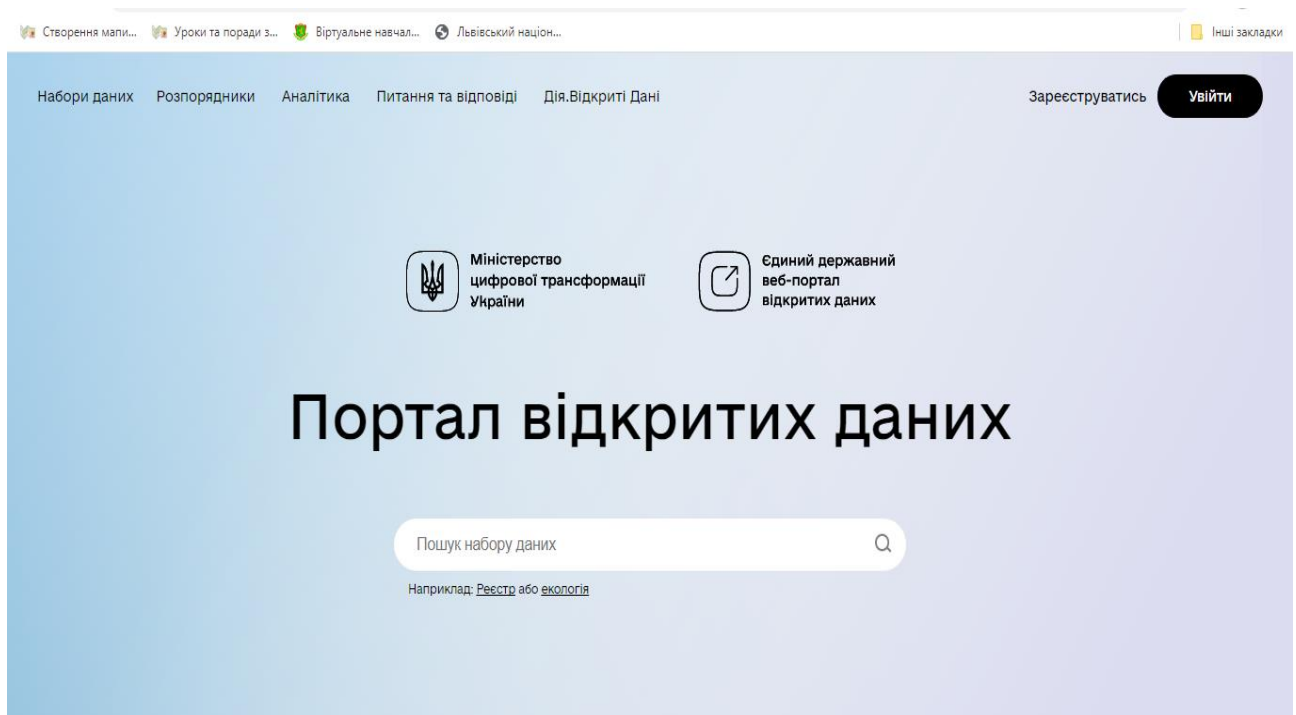 Створення мапи... Уроки та поради з... Віртуальне навчал... Львівський націон... Інші закладки
Набори даних Розпорядники Аналітика Питання та відповіді Дія.Відкриті Дані Зареєструватись Увійти
Міністерство
цифрової трансформації
України
Єдиний державний
веб-портал
відкритих даних
Портал відкритих даних
Пошук набору даних
Наприклад: Реєстр або екологія